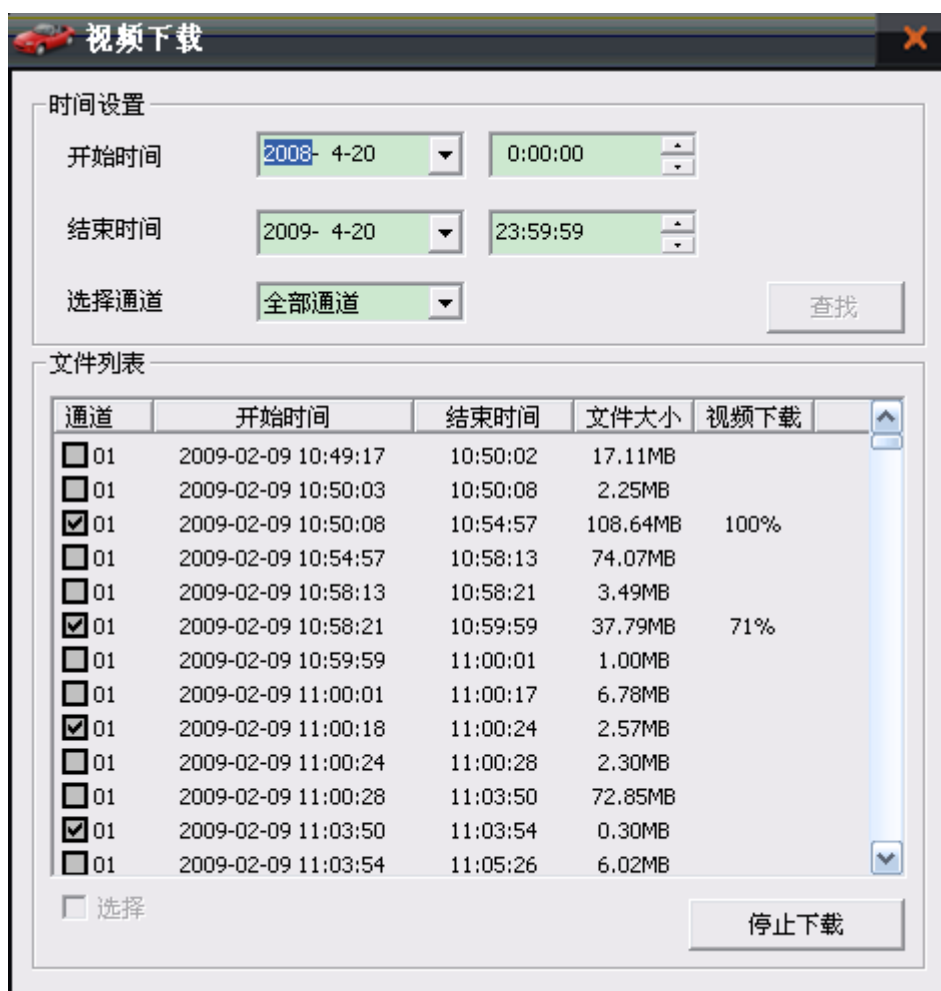 视频下载
时间设置
开始时间 2008- 4-20 0:00:00
结束时间 2009- 4-20 23:59:59
选择通道 全部通道 查找
文件列表
通道 开始时间 结束时间 文件大小 视频下载
01 2009-02-09 10:49:17 10:50:02 17.11MB
01 2009-02-09 10:50:03 10:50:08 2.25MB
01 2009-02-09 10:50:08 10:54:57 108.64MB 100%
01 2009-02-09 10:54:57 10:58:13 74.07MB
01 2009-02-09 10:58:13 10:58:21 3.49MB
01 2009-02-09 10:58:21 10:59:59 37.79MB 71%
01 2009-02-09 10:59:59 11:00:01 1.00MB
01 2009-02-09 11:00:01 11:00:17 6.78MB
01 2009-02-09 11:00:18 11:00:24 2.57MB
01 2009-02-09 11:00:24 11:00:28 2.30MB
01 2009-02-09 11:00:28 11:03:50 72.85MB
01 2009-02-09 11:03:50 11:03:54 0.30MB
01 2009-02-09 11:03:54 11:05:26 6.02MB
选择
停止下载